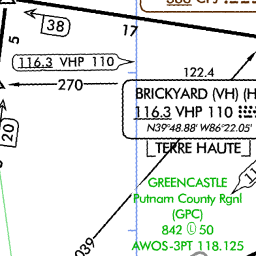 38
17
5
116.3 VHP 110
270
122.4
BRICKYARD (VH) (H
116.3 VHP 110
N39°48.88' W86°22.05'
TERRE HAUTE
20
GREENCASTLE
Putnam County Rgnl
(GPC)
842 Ⓛ 50
AWOS-3PT 118.125
039